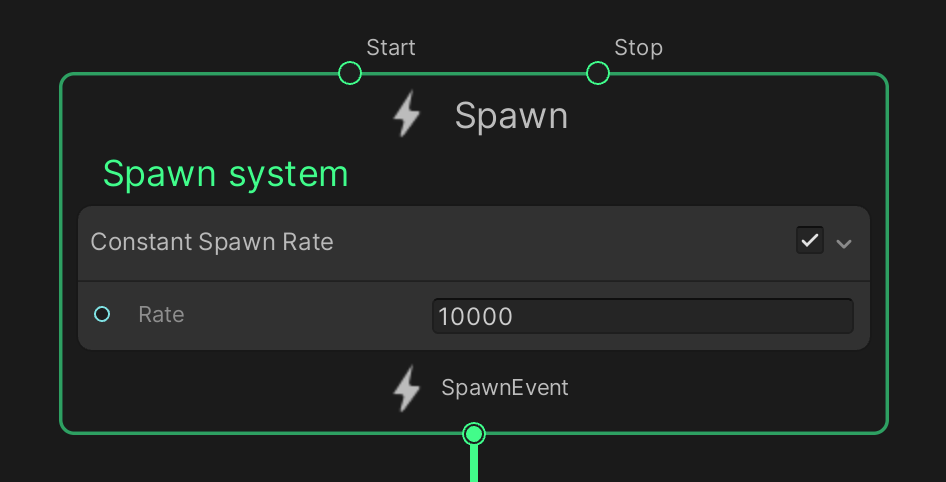 Start
Stop
Spawn
Spawn system
Constant Spawn Rate
Rate
10000
SpawnEvent